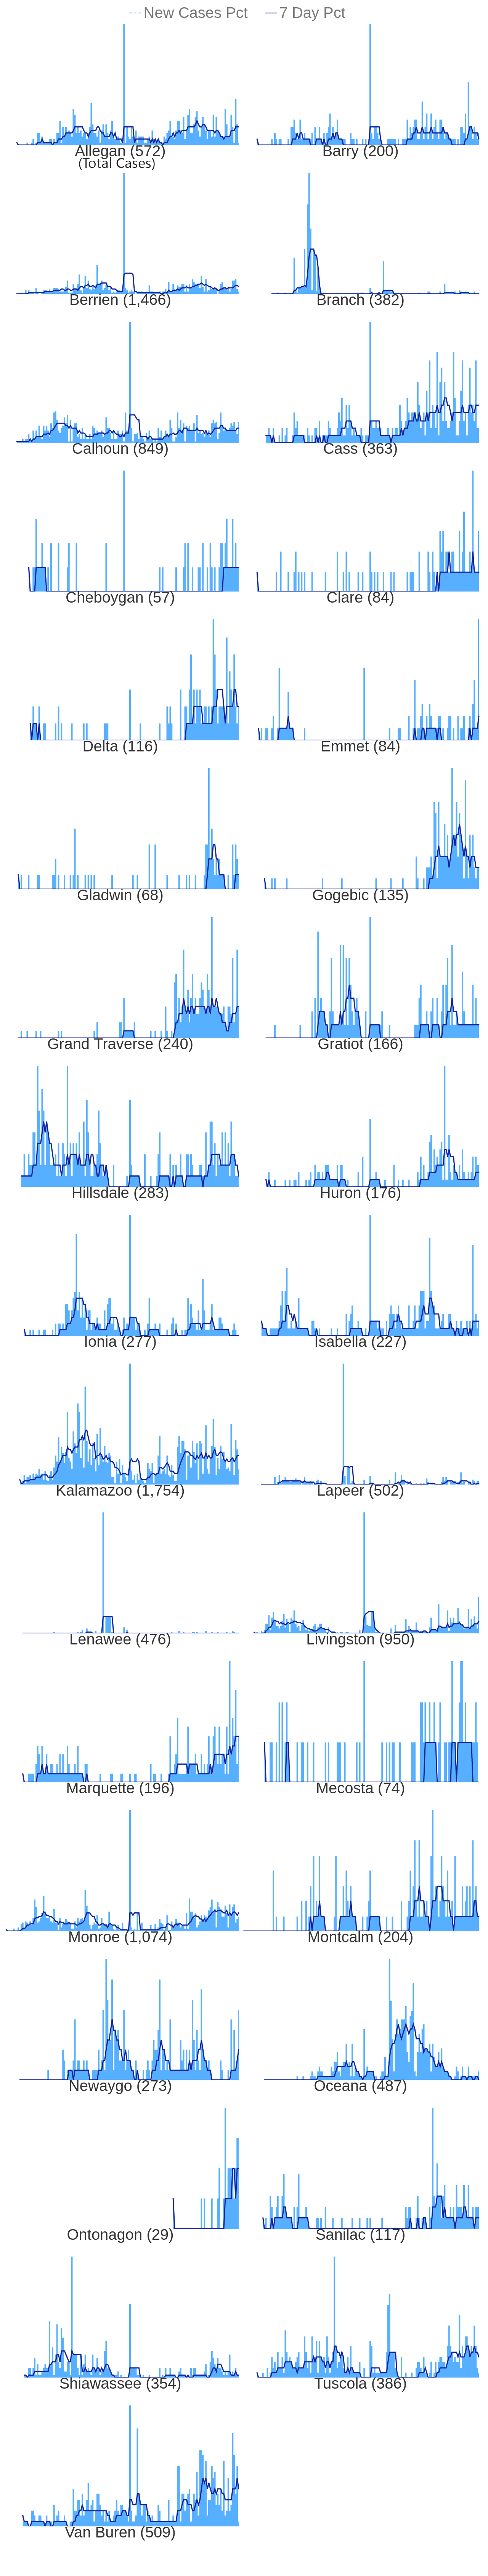 New Cases Pct 7 Day Pct
Allegan (572) Barry (200)
(Total Cases)
Berrien (1,466) Branch (382)
Calhoun (849) Cass (363)
Cheboygan (57) Clare (84)
Delta (116) Emmet (84)
Gladwin (68) Gogebic (135)
Grand Traverse (240) Gratiot (166)
Hillsdale (283) Huron (176)
Ionia (277) Isabella (227)
Kalamazoo (1,754) Lapeer (502)
Lenawee (476) Livingston (950)
Marquette (196) Mecosta (74)
Monroe (1,074) Montcalm (204)
Newaygo (273) Oceana (487)
Ontonagon (29) Sanilac (117)
Shiawassee (354) Tuscola (386)
Van Buren (509)